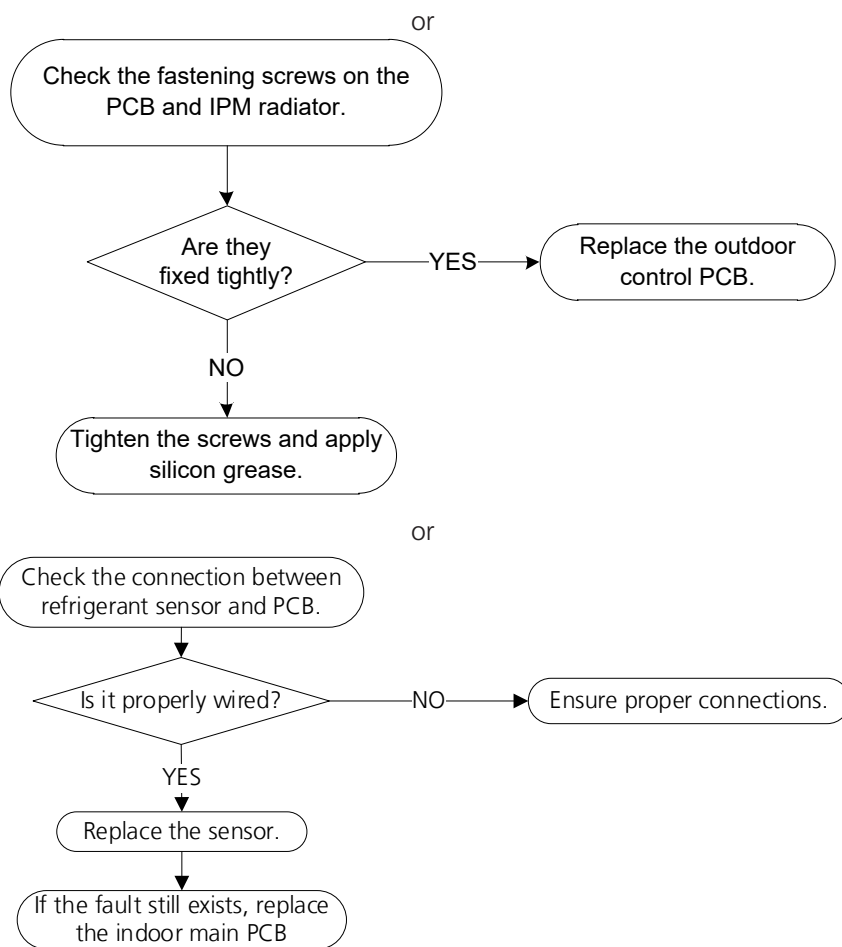 or
Check the fastening screws on the
PCB and IPM radiator.
Are they
fixed tightly?
YES
Replace the outdoor
control PCB.
NO
Tighten the screws and apply
silicon grease.
or
Check the connection between
refrigerant sensor and PCB.
Is it properly wired?
NO
Ensure proper connections.
YES
Replace the sensor.
If the fault still exists, replace
the indoor main PCB